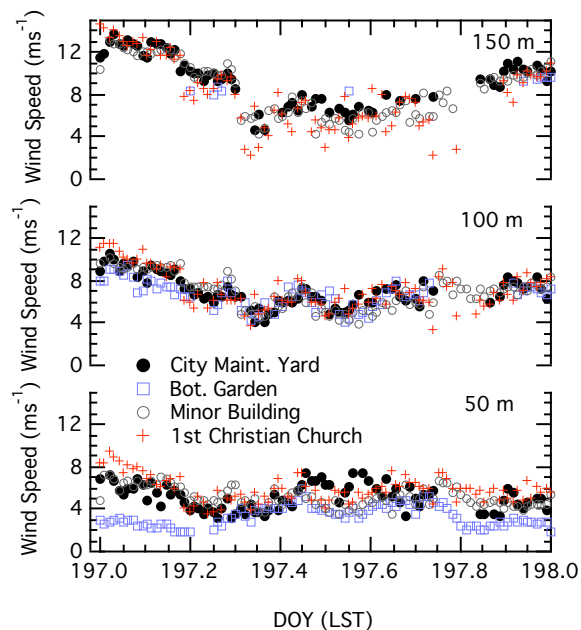 150 m
Wind Speed (ms-1)
16
12
8
4
0
100 m
Wind Speed (ms-1)
12
8
4
0
City Maint. Yard
Bot. Garden
Minor Building
1st Christian Church
50 m
Wind Speed (ms-1)
12
8
4
0
197.0 197.2 197.4 197.6 197.8 198.0
DOY (LST)